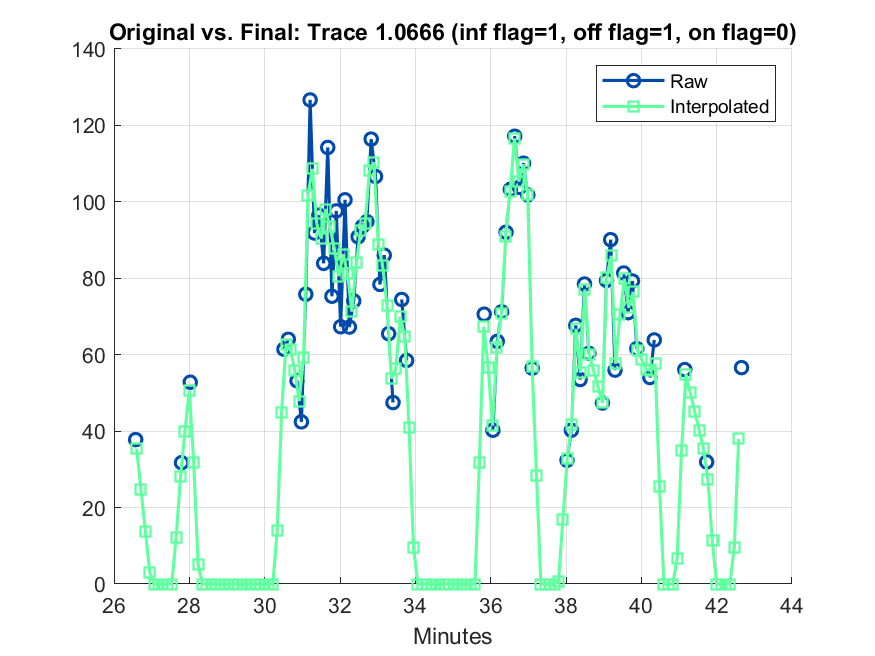 Original vs. Final: Trace 1.0666 (inf flag=1, off flag=1, on flag=0)
140
120
100
80
60
40
20
0
Raw
Interpolated
26 28 30 32 34 36 38 40 42 44
Minutes